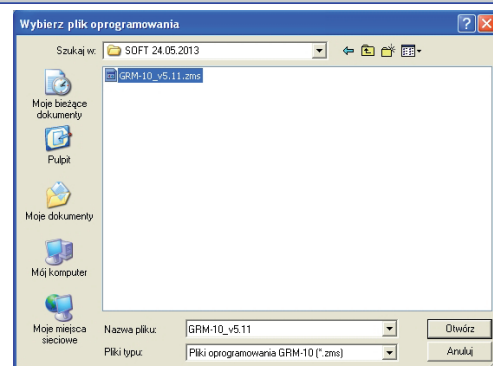 Wybierz plik oprogramowania
Szukaj w:
SOFT 24.05.2013
GRM-10_v5.11.zms
Moje bieżące
dokumenty
Pulpit
Moje dokumenty
Mój komputer
Moje miejsca
sieciowe
Nazwa pliku:
GRM-10_v5.11
Otwórz
Pliki typu:
Pliki oprogramowania GRM-10 (*.zms)
Anuluj